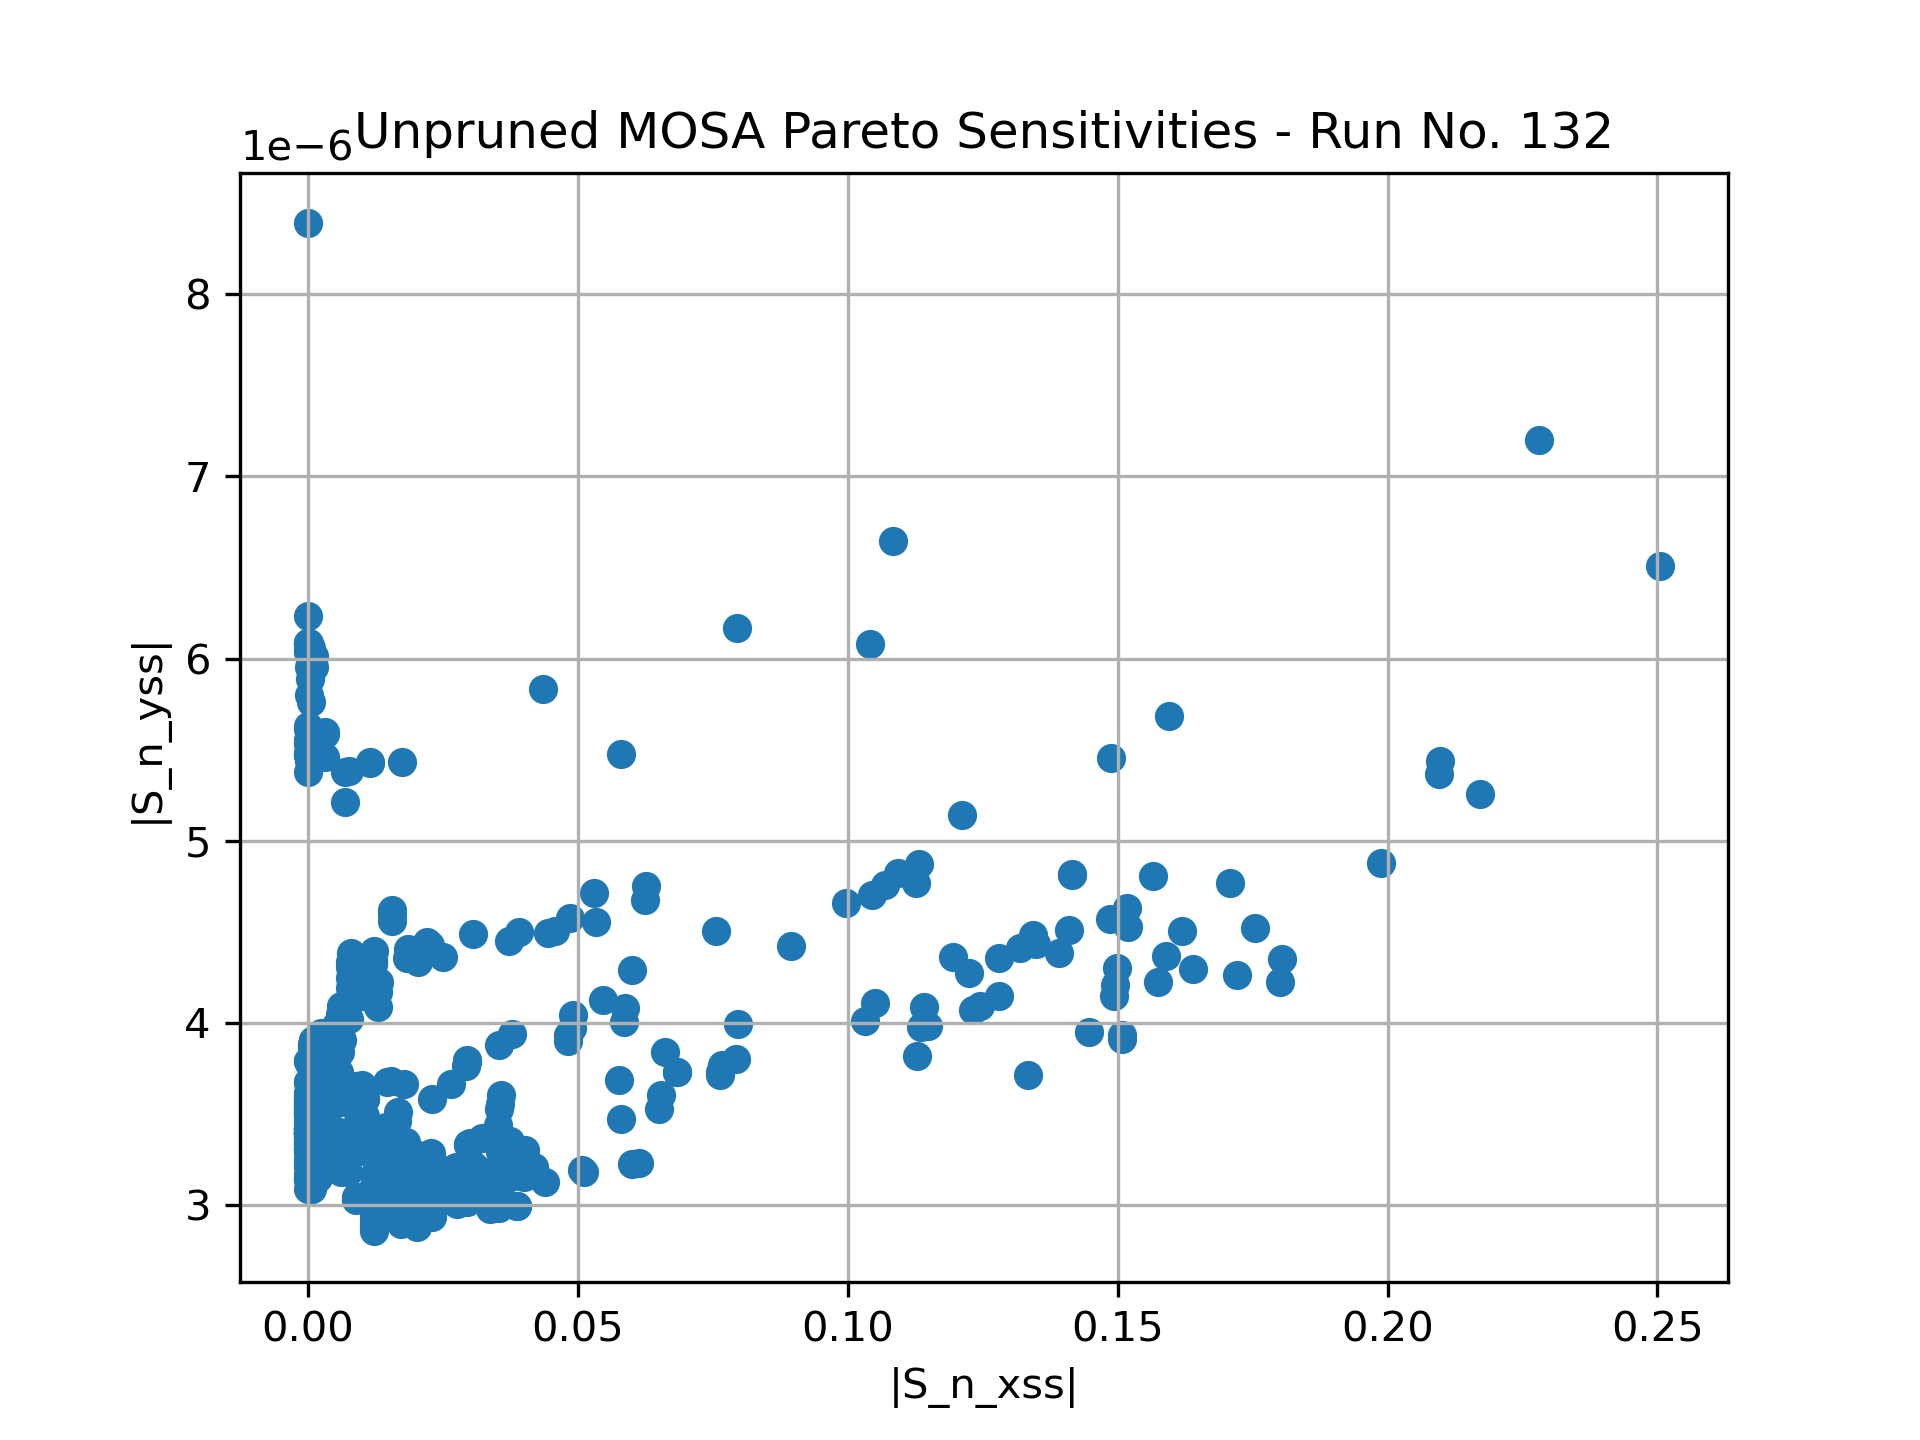 1e−6
Unpruned MOSA Pareto Sensitivities - Run No. 132
8
7
6
5
4
3
|S_n_yss|
0.00 0.05 0.10 0.15 0.20 0.25
|S_n_xss|